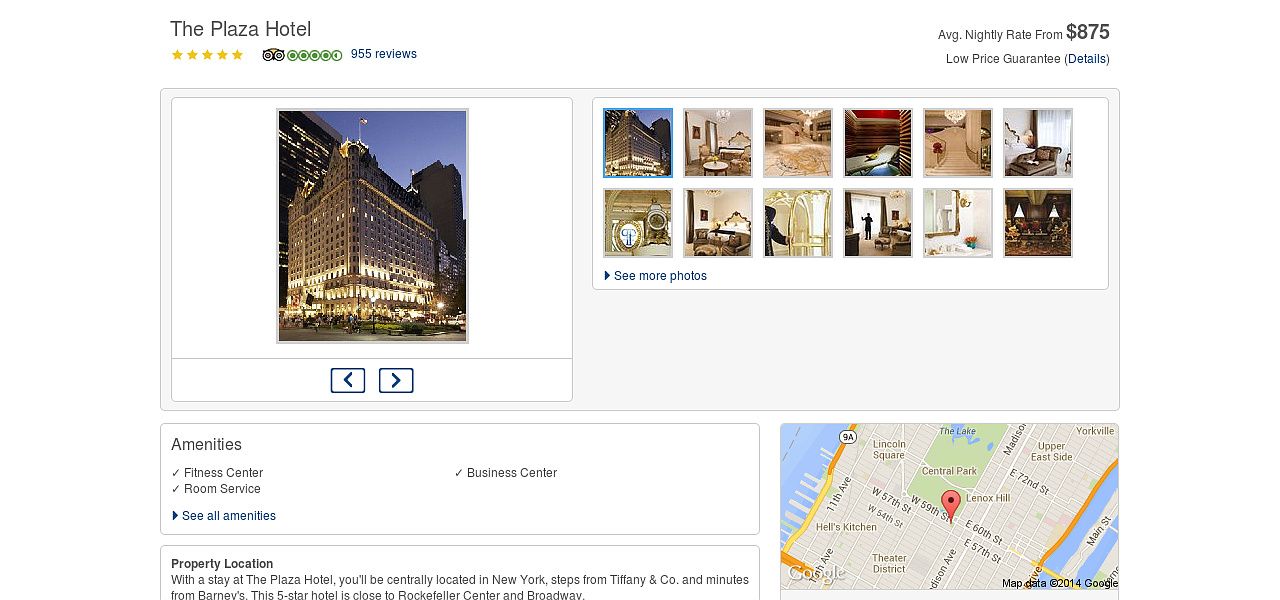 The Plaza Hotel
955 reviews
Avg. Nightly Rate From $875
Low Price Guarantee (Details)
See more photos
Amenities
✓ Fitness Center
✓ Business Center
✓ Room Service
See all amenities
Property Location
With a stay at The Plaza Hotel, you'll be centrally located in New York, steps from Tiffany & Co. and minutes
from Barney's. This 5-star hotel is close to Rockefeller Center and Broadway.
9A
The Lake
Yorkville
Lincoln
Square
Madiso
Upper
East Side
Central Park
E 72nd St
11th Ave
W 57th St
W 59th St
Lenox Hill
W 54th St
Hell's Kitchen
E 60th St
E 57th St
Main St
Theater
District
Google
Map data ©2014 Google